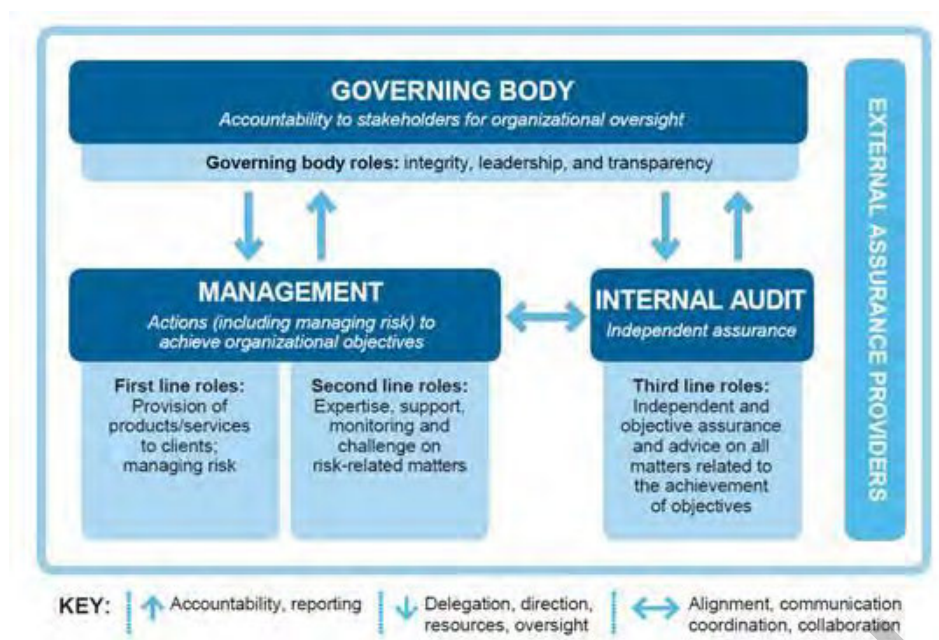 GOVERNING BODY
Accountability to stakeholders for organizational oversight
Governing body roles: integrity, leadership, and transparency
MANAGEMENT
Actions (including managing risk) to
achieve organizational objectives
First line roles:
Provision of
products/services
to clients;
managing risk
Second line roles:
Expertise, support,
monitoring and
challenge on
risk-related matters
INTERNAL AUDIT
Independent assurance
Third line roles:
Independent and
objective assurance
and advice on all
matters related to
the achievement
of objectives
EXTERNAL ASSURANCE PROVIDERS
KEY:
Accountability, reporting
Delegation, direction,
resources, oversight
Alignment, communication
coordination, collaboration